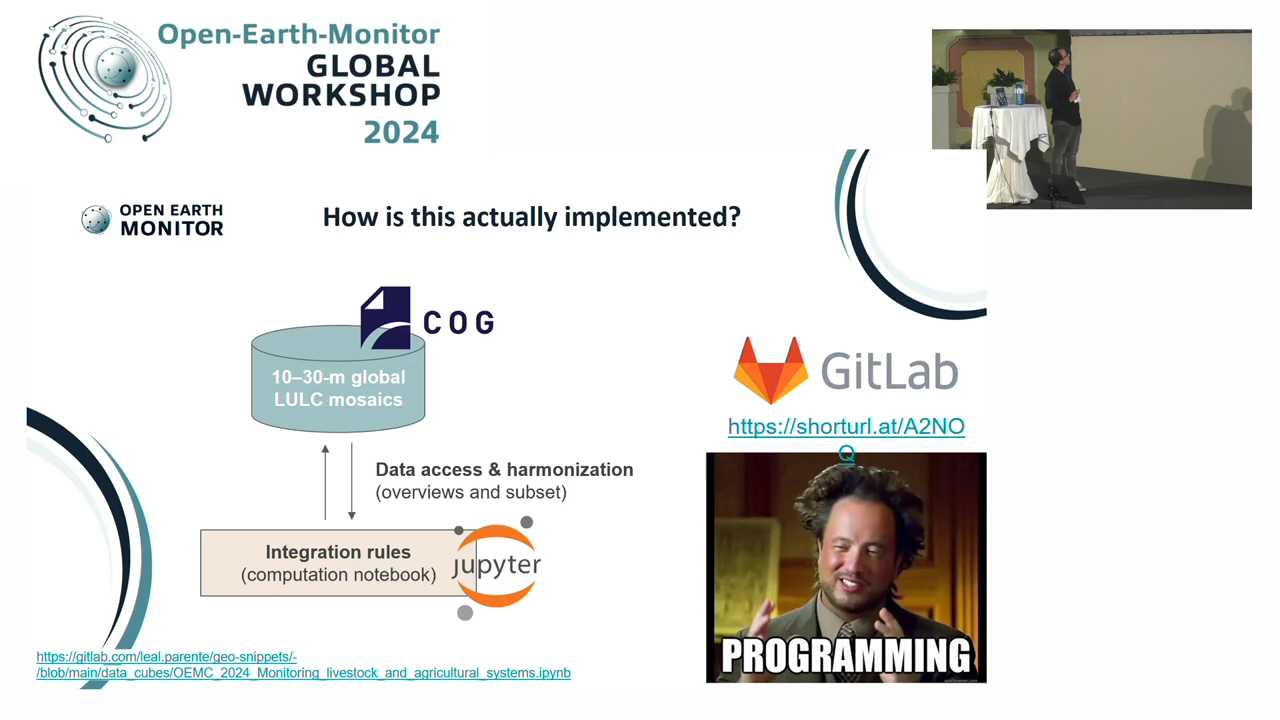 Open-Earth-Monitor
GLOBAL
WORKSHOP
2024
OPEN EARTH
MONITOR
How is this actually implemented?
COG
10–30-m global
LULC mosaics
Data access & harmonization
(overviews and subset)
Integration rules
(computation notebook)
jupyter
GitLab
https://shorturl.at/A2NO
Q
PROGRAMMING
https://gitlab.com/leal.parente/geo-snippets/-
/blob/main/data_cubes/OEMC_2024_Monitoring_livestock_and_agricultural_systems.ipynb